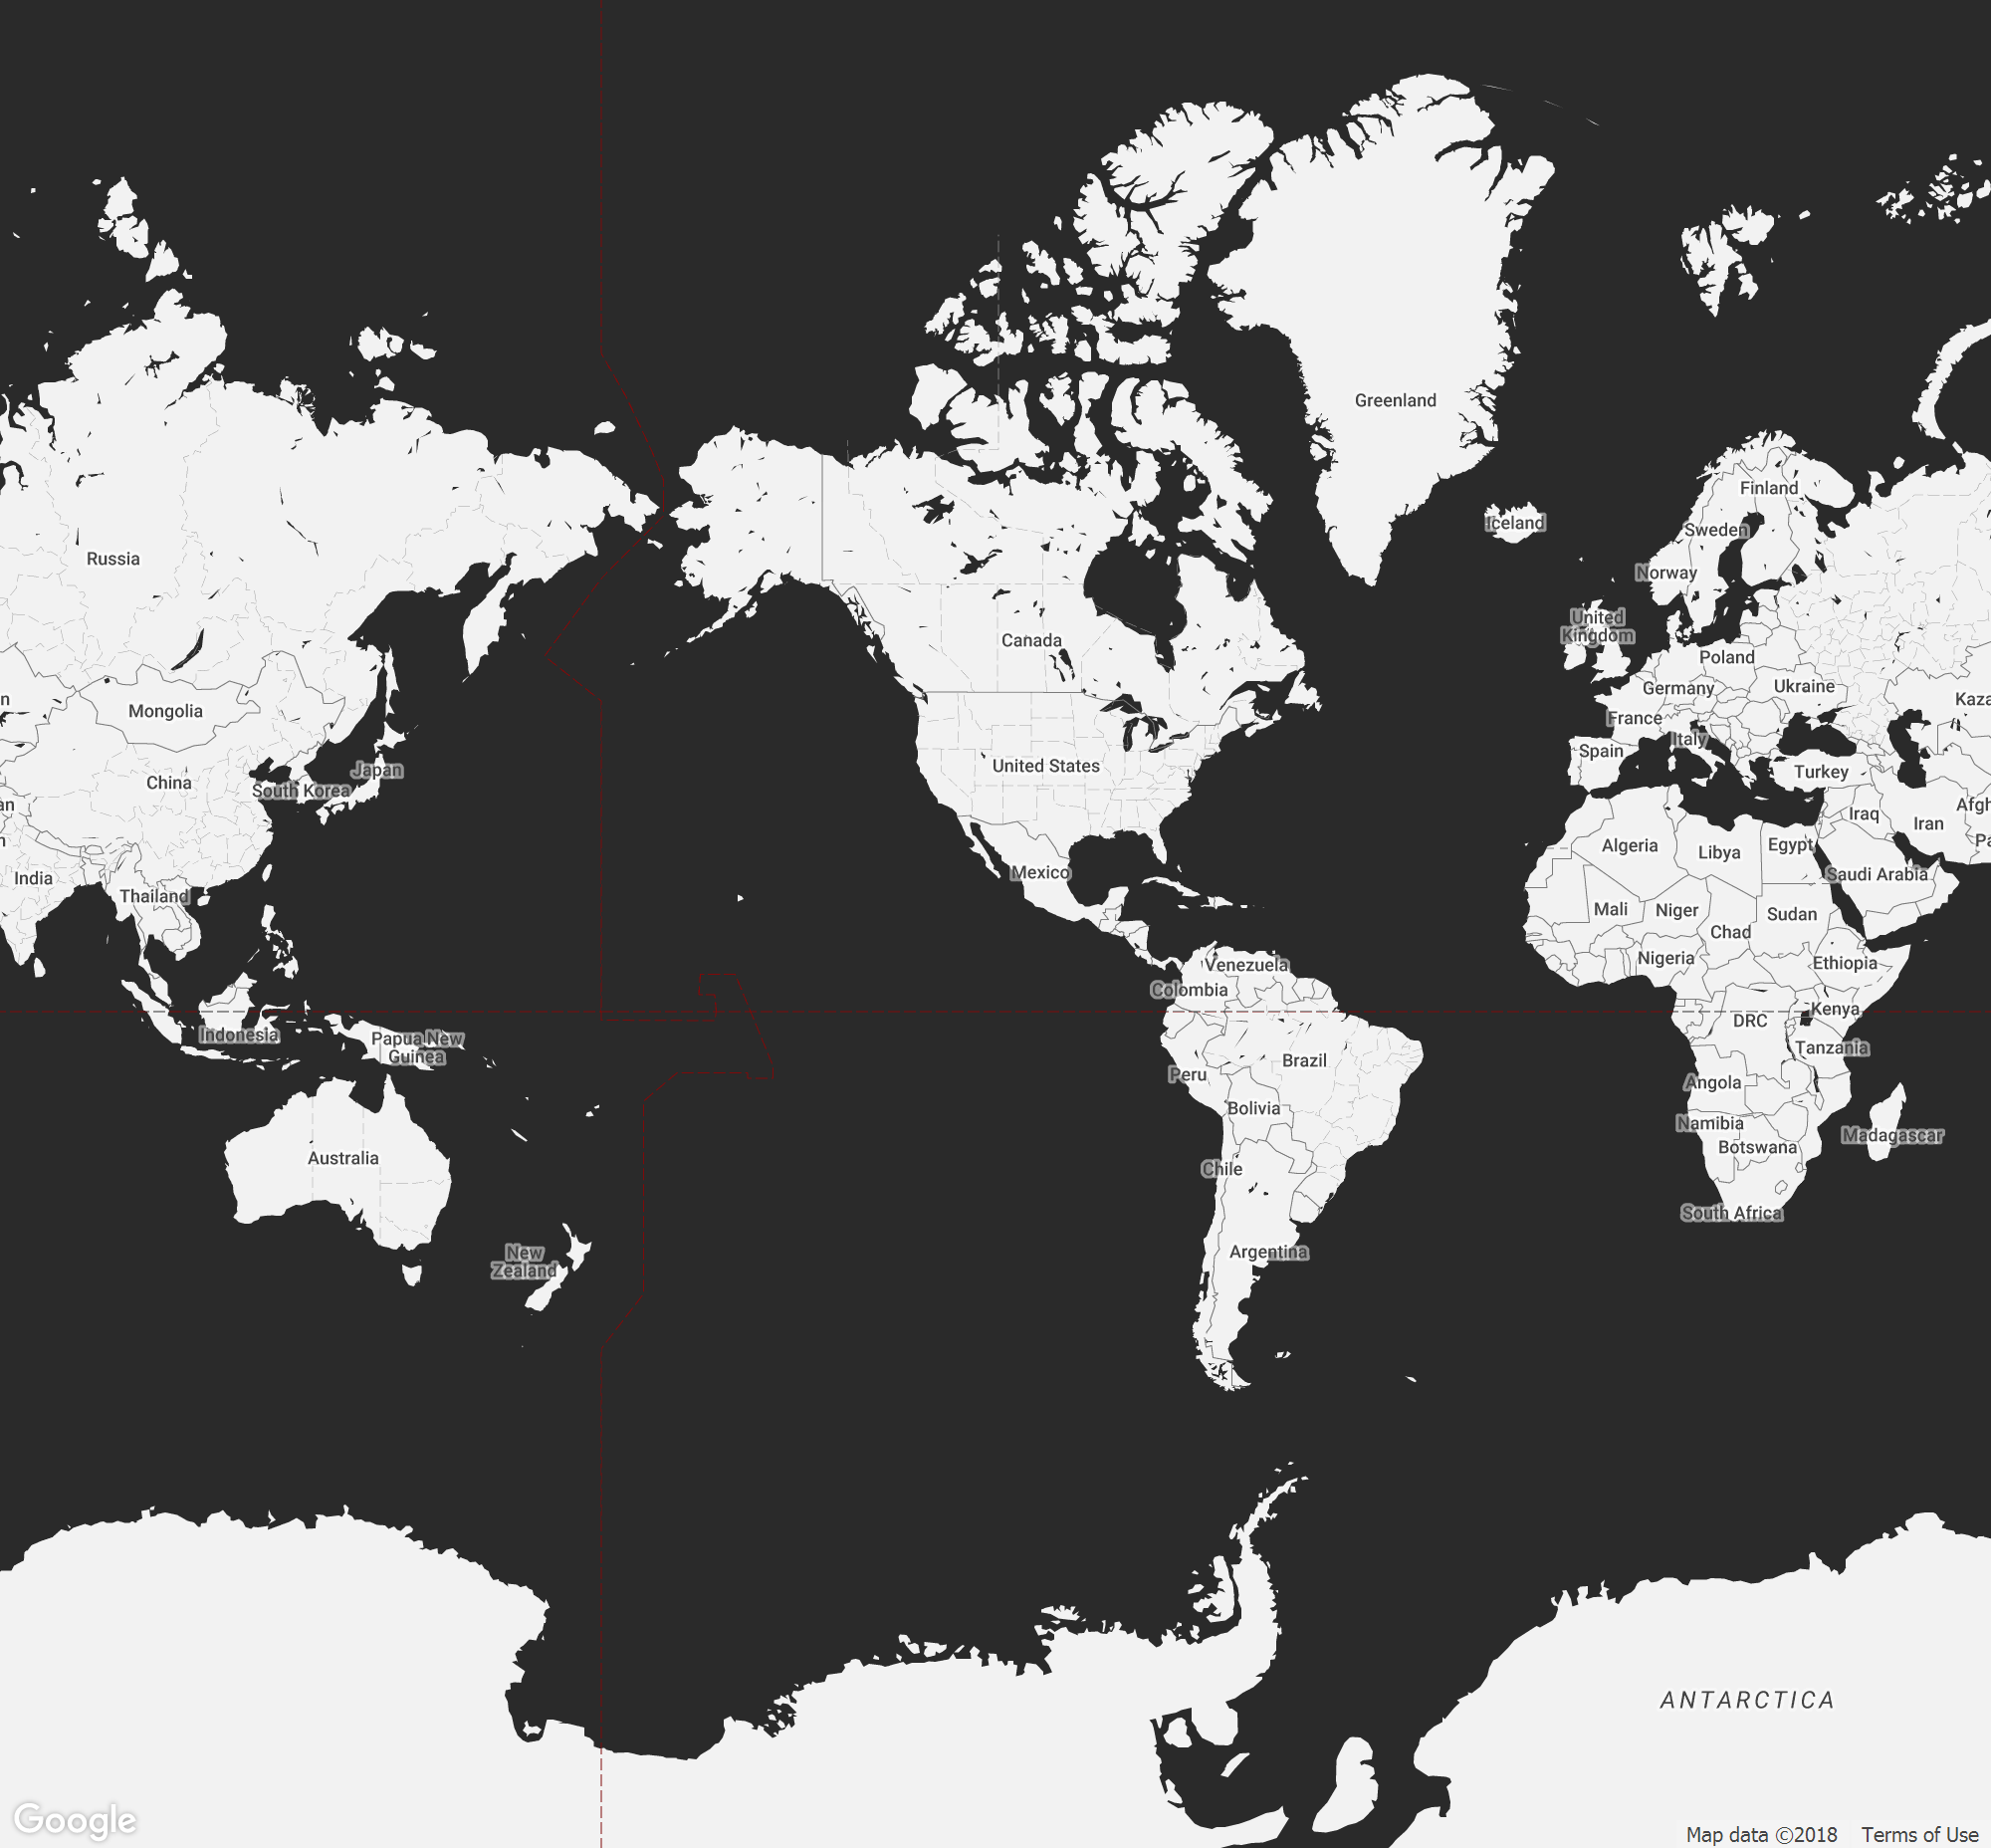 Greenland
Finland
Iceland
Sweden
Russia
Norway
United
Kingdom
Canada
Poland
Germany
Ukraine
Mongolia
France
Kaza
Italy
Spain
United States
Japan
Turkey
China
South Korea
Afgh
Iraq
Iran
Algeria
Libya
Egypt
Pa
Mexico
India
Saudi Arabia
Thailand
Mali
Niger
Sudan
Chad
Nigeria
Venezuela
Ethiopia
Colombia
Kenya
DRC
Indonesia
Papua New
Guinea
Tanzania
Brazil
Peru
Angola
Bolivia
Namibia
Madagascar
Botswana
Australia
Chile
South Africa
New
Zealand
Argentina
ANTARCTICA
Google
Map data ©2018 Terms of Use